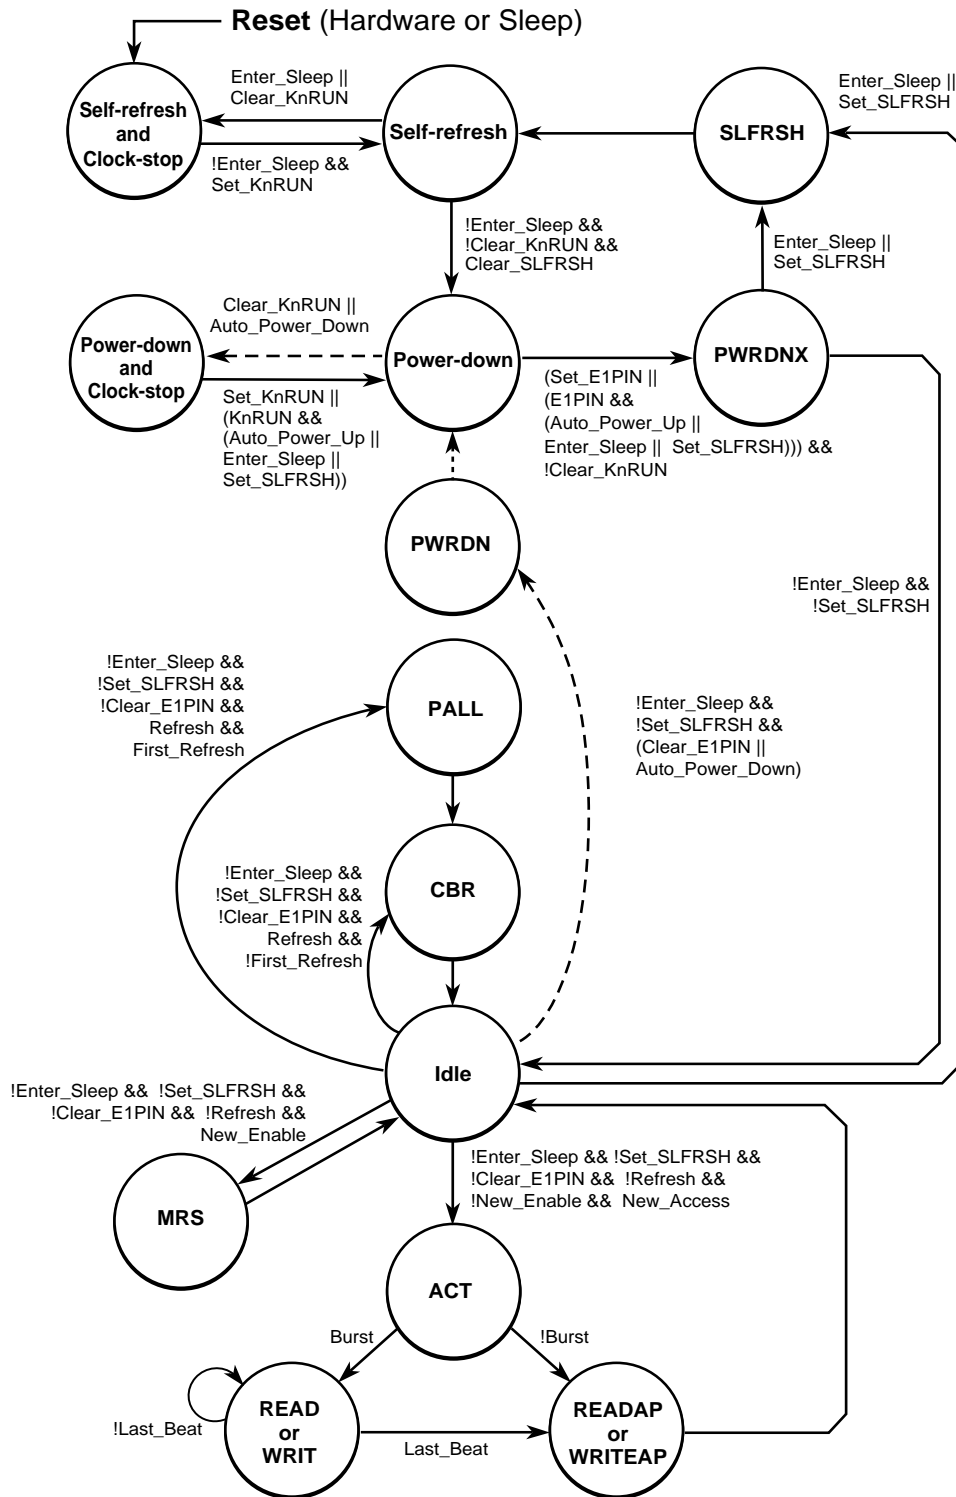 Reset (Hardware or Sleep)
Self-refresh
and
Clock-stop
Enter_Sleep ||
Clear_KnRUN
!Enter_Sleep &&
Set_KnRUN
Self-refresh
SLFRSH
Enter_Sleep ||
Set_SLFRSH
!Enter_Sleep &&
!Clear_KnRUN &&
Clear_SLFRSH
Enter_Sleep ||
Set_SLFRSH
Power-down
and
Clock-stop
Clear_KnRUN ||
Auto_Power_Down
Set_KnRUN ||
(KnRUN &&
(Auto_Power_Up ||
Enter_Sleep ||
Set_SLFRSH))
Power-down
(Set_E1PIN ||
(E1PIN &&
(Auto_Power_Up ||
Enter_Sleep || Set_SLFRSH))) &&
!Clear_KnRUN
PWRDNX
PWRDN
!Enter_Sleep &&
!Set_SLFRSH
!Enter_Sleep &&
!Set_SLFRSH &&
!Clear_E1PIN &&
Refresh &&
First_Refresh
PALL
!Enter_Sleep &&
!Set_SLFRSH &&
(Clear_E1PIN ||
Auto_Power_Down)
!Enter_Sleep &&
!Set_SLFRSH &&
!Clear_E1PIN &&
Refresh &&
!First_Refresh
CBR
Idle
!Enter_Sleep && !Set_SLFRSH &&
!Clear_E1PIN && !Refresh &&
New_Enable
MRS
!Enter_Sleep && !Set_SLFRSH &&
!Clear_E1PIN && !Refresh &&
!New_Enable && New_Access
ACT
Burst
!Burst
!Last_Beat
READ
or
WRIT
Last_Beat
READAP
or
WRITEAP